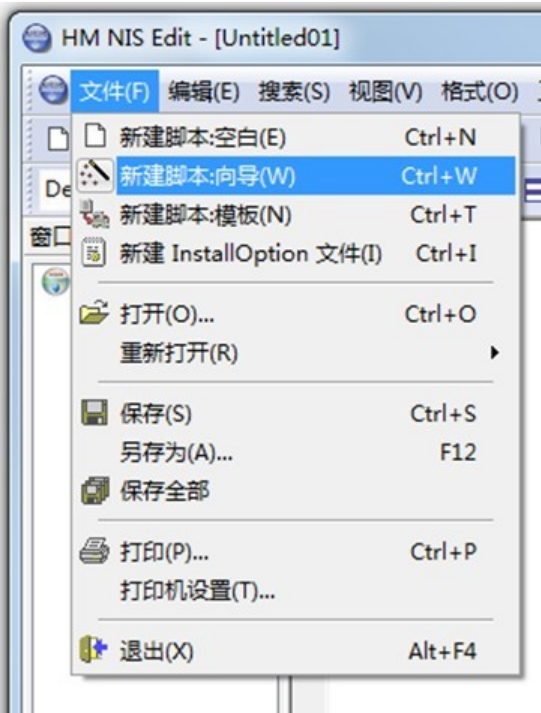 HM NIS Edit - [Untitled01]
文件(F) 编辑(E) 搜索(S) 视图(V) 格式(O)
新建脚本:空白(E) Ctrl+N
新建脚本:向导(W) Ctrl+W
De
新建脚本:模板(N) Ctrl+T
窗口
新建 InstallOption 文件(I) Ctrl+I
打开(O)... Ctrl+O
重新打开(R)
保存(S) Ctrl+S
另存为(A)... F12
保存全部
打印(P)... Ctrl+P
打印机设置(T)...
退出(X) Alt+F4